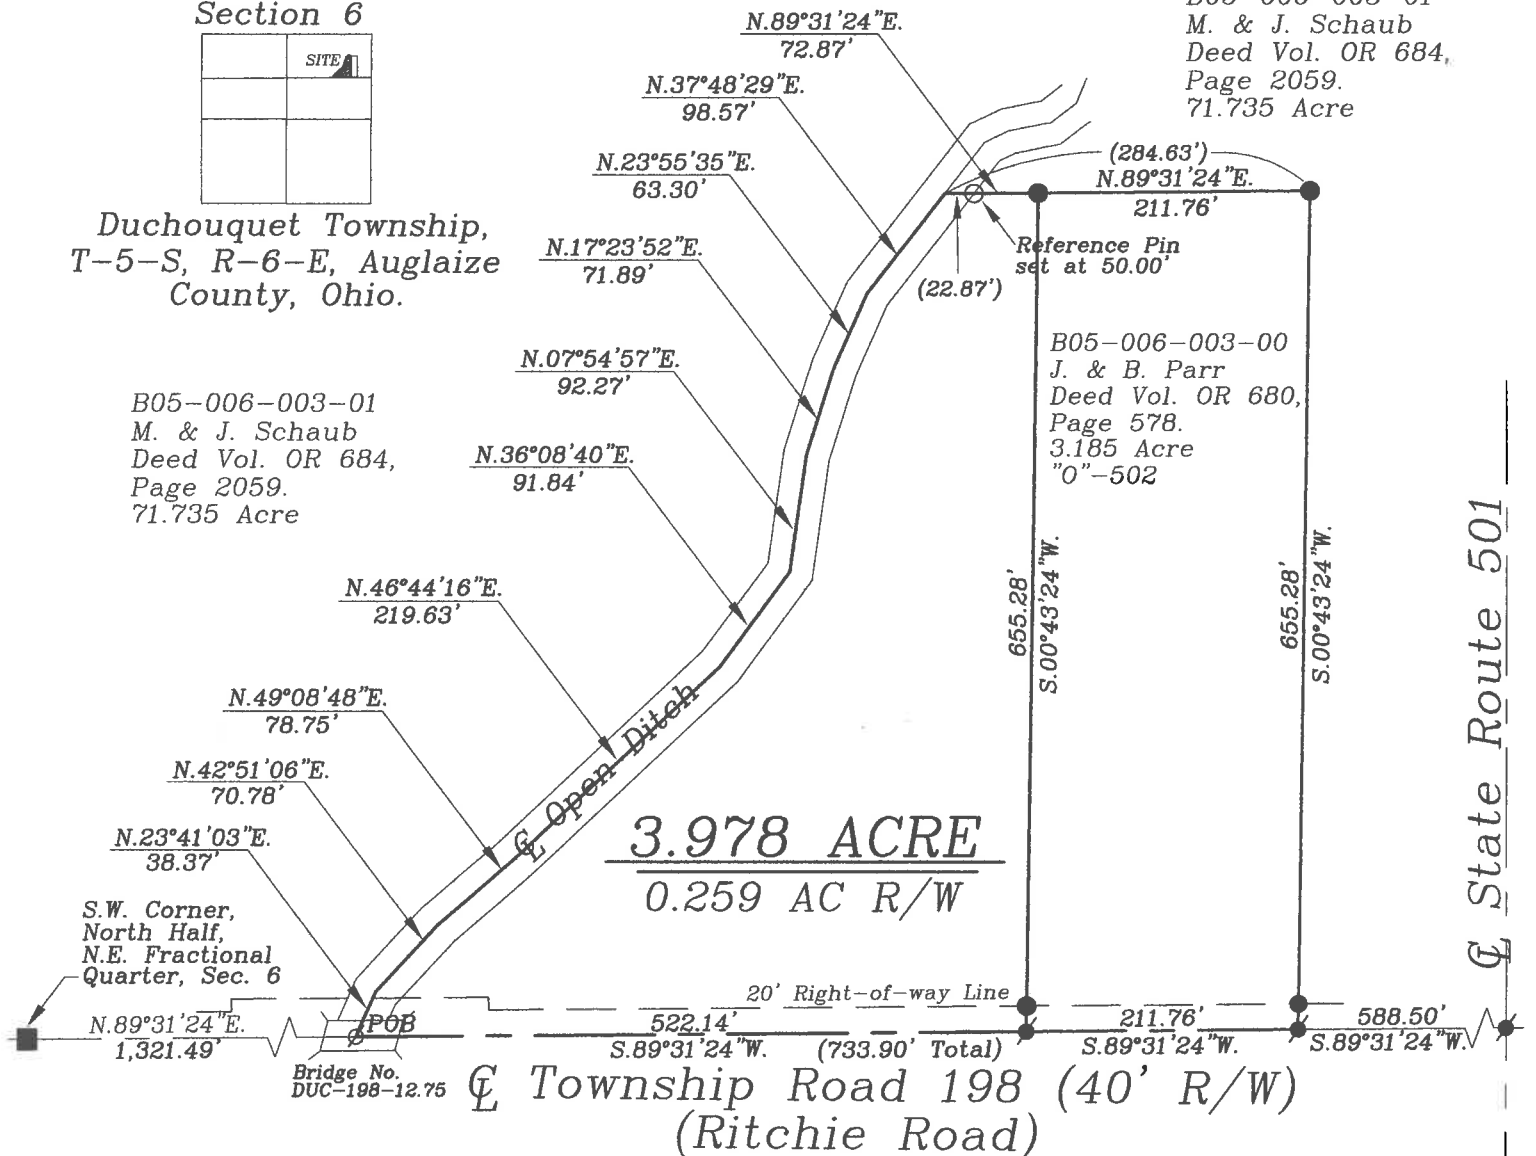 Section 6
SITE
Duchouquet Township,
T-5-S, R-6-E, Auglaize
County, Ohio.
M. & J. Schaub
Deed Vol. OR 684,
Page 2059.
71.735 Acre
N.89°31'24"E.
72.87'
N.37°48'29"E.
98.57'
N.23°55'35"E.
63.30'
N.17°23'52"E.
71.89'
N.07°54'57"E.
92.27'
N.36°08'40"E.
91.84'
N.46°44'16"E.
219.63'
N.49°08'48"E.
78.75'
N.42°51'06"E.
70.78'
N.23°41'03"E.
38.37'
(284.63')
N.89°31'24"E.
211.76'
Reference Pin
set at 50.00'
(22.87')
B05-006-003-00
J. & B. Parr
Deed Vol. OR 680,
Page 578.
3.185 Acre
"O"-502
B05-006-003-01
M. & J. Schaub
Deed Vol. OR 684,
Page 2059.
71.735 Acre
655.28'
S.00°43'24"W.
655.28'
S.00°43'24"W.
℄ State Route 501
℄ Open Ditch
3.978 ACRE
0.259 AC R/W
S.W. Corner,
North Half,
N.E. Fractional
Quarter, Sec. 6
20' Right-of-way Line
N.89°31'24"E.
1,321.49'
POB
522.14'
S.89°31'24"W.
(733.90' Total)
211.76'
S.89°31'24"W.
588.50'
S.89°31'24"W.
Bridge No.
DUC-198-12.75
℄ Township Road 198 (40' R/W)
(Ritchie Road)